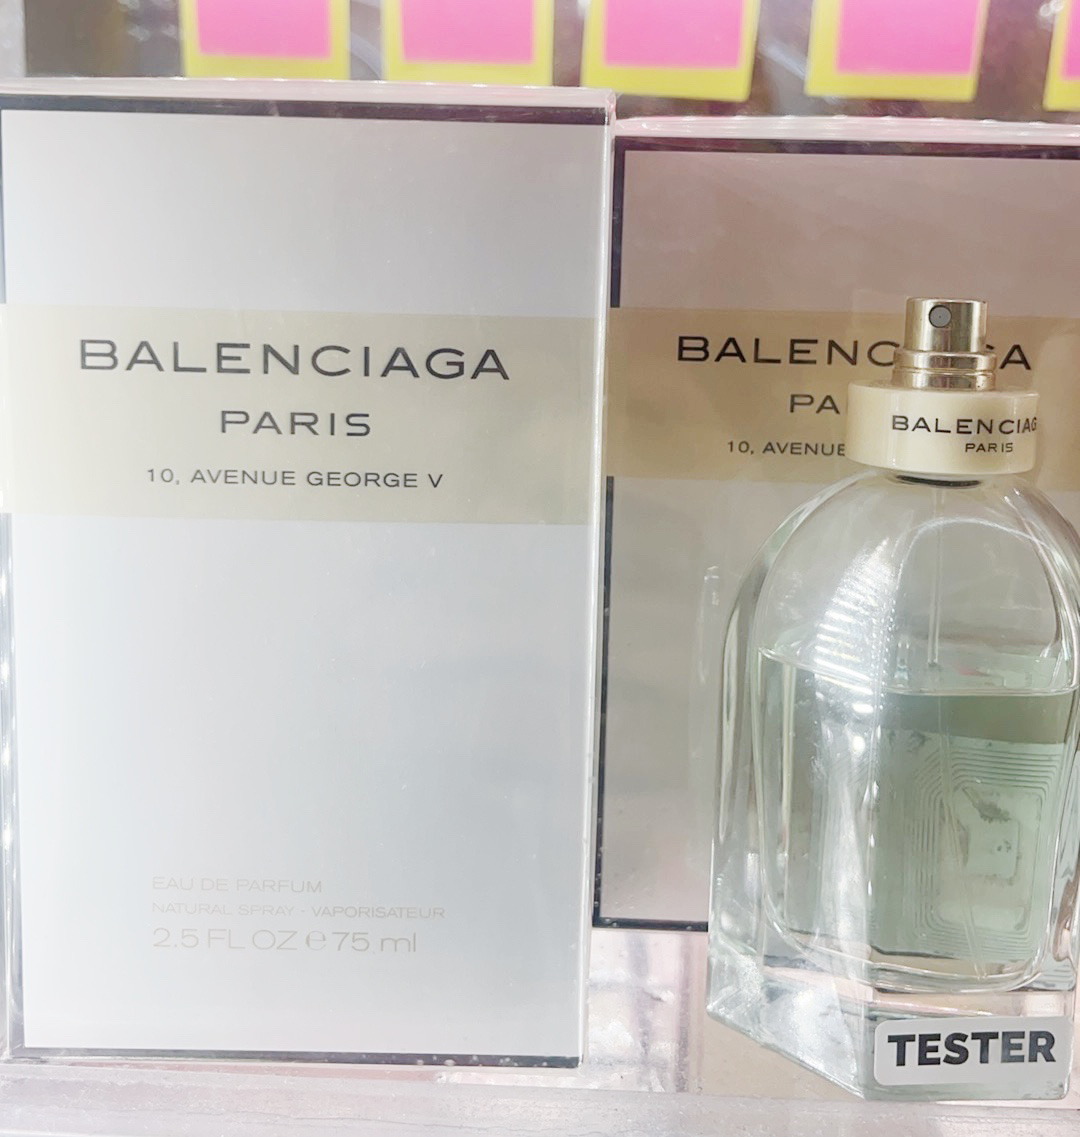 BALENCIAGA
PARIS
10, AVENUE GEORGE V
EAU DE PARFUM
NATURAL SPRAY - VAPORISATEUR
2.5 FL OZ e 75 ml
BALENC
PA
10, AVENUE
BALENCIAG
PARIS
TESTER